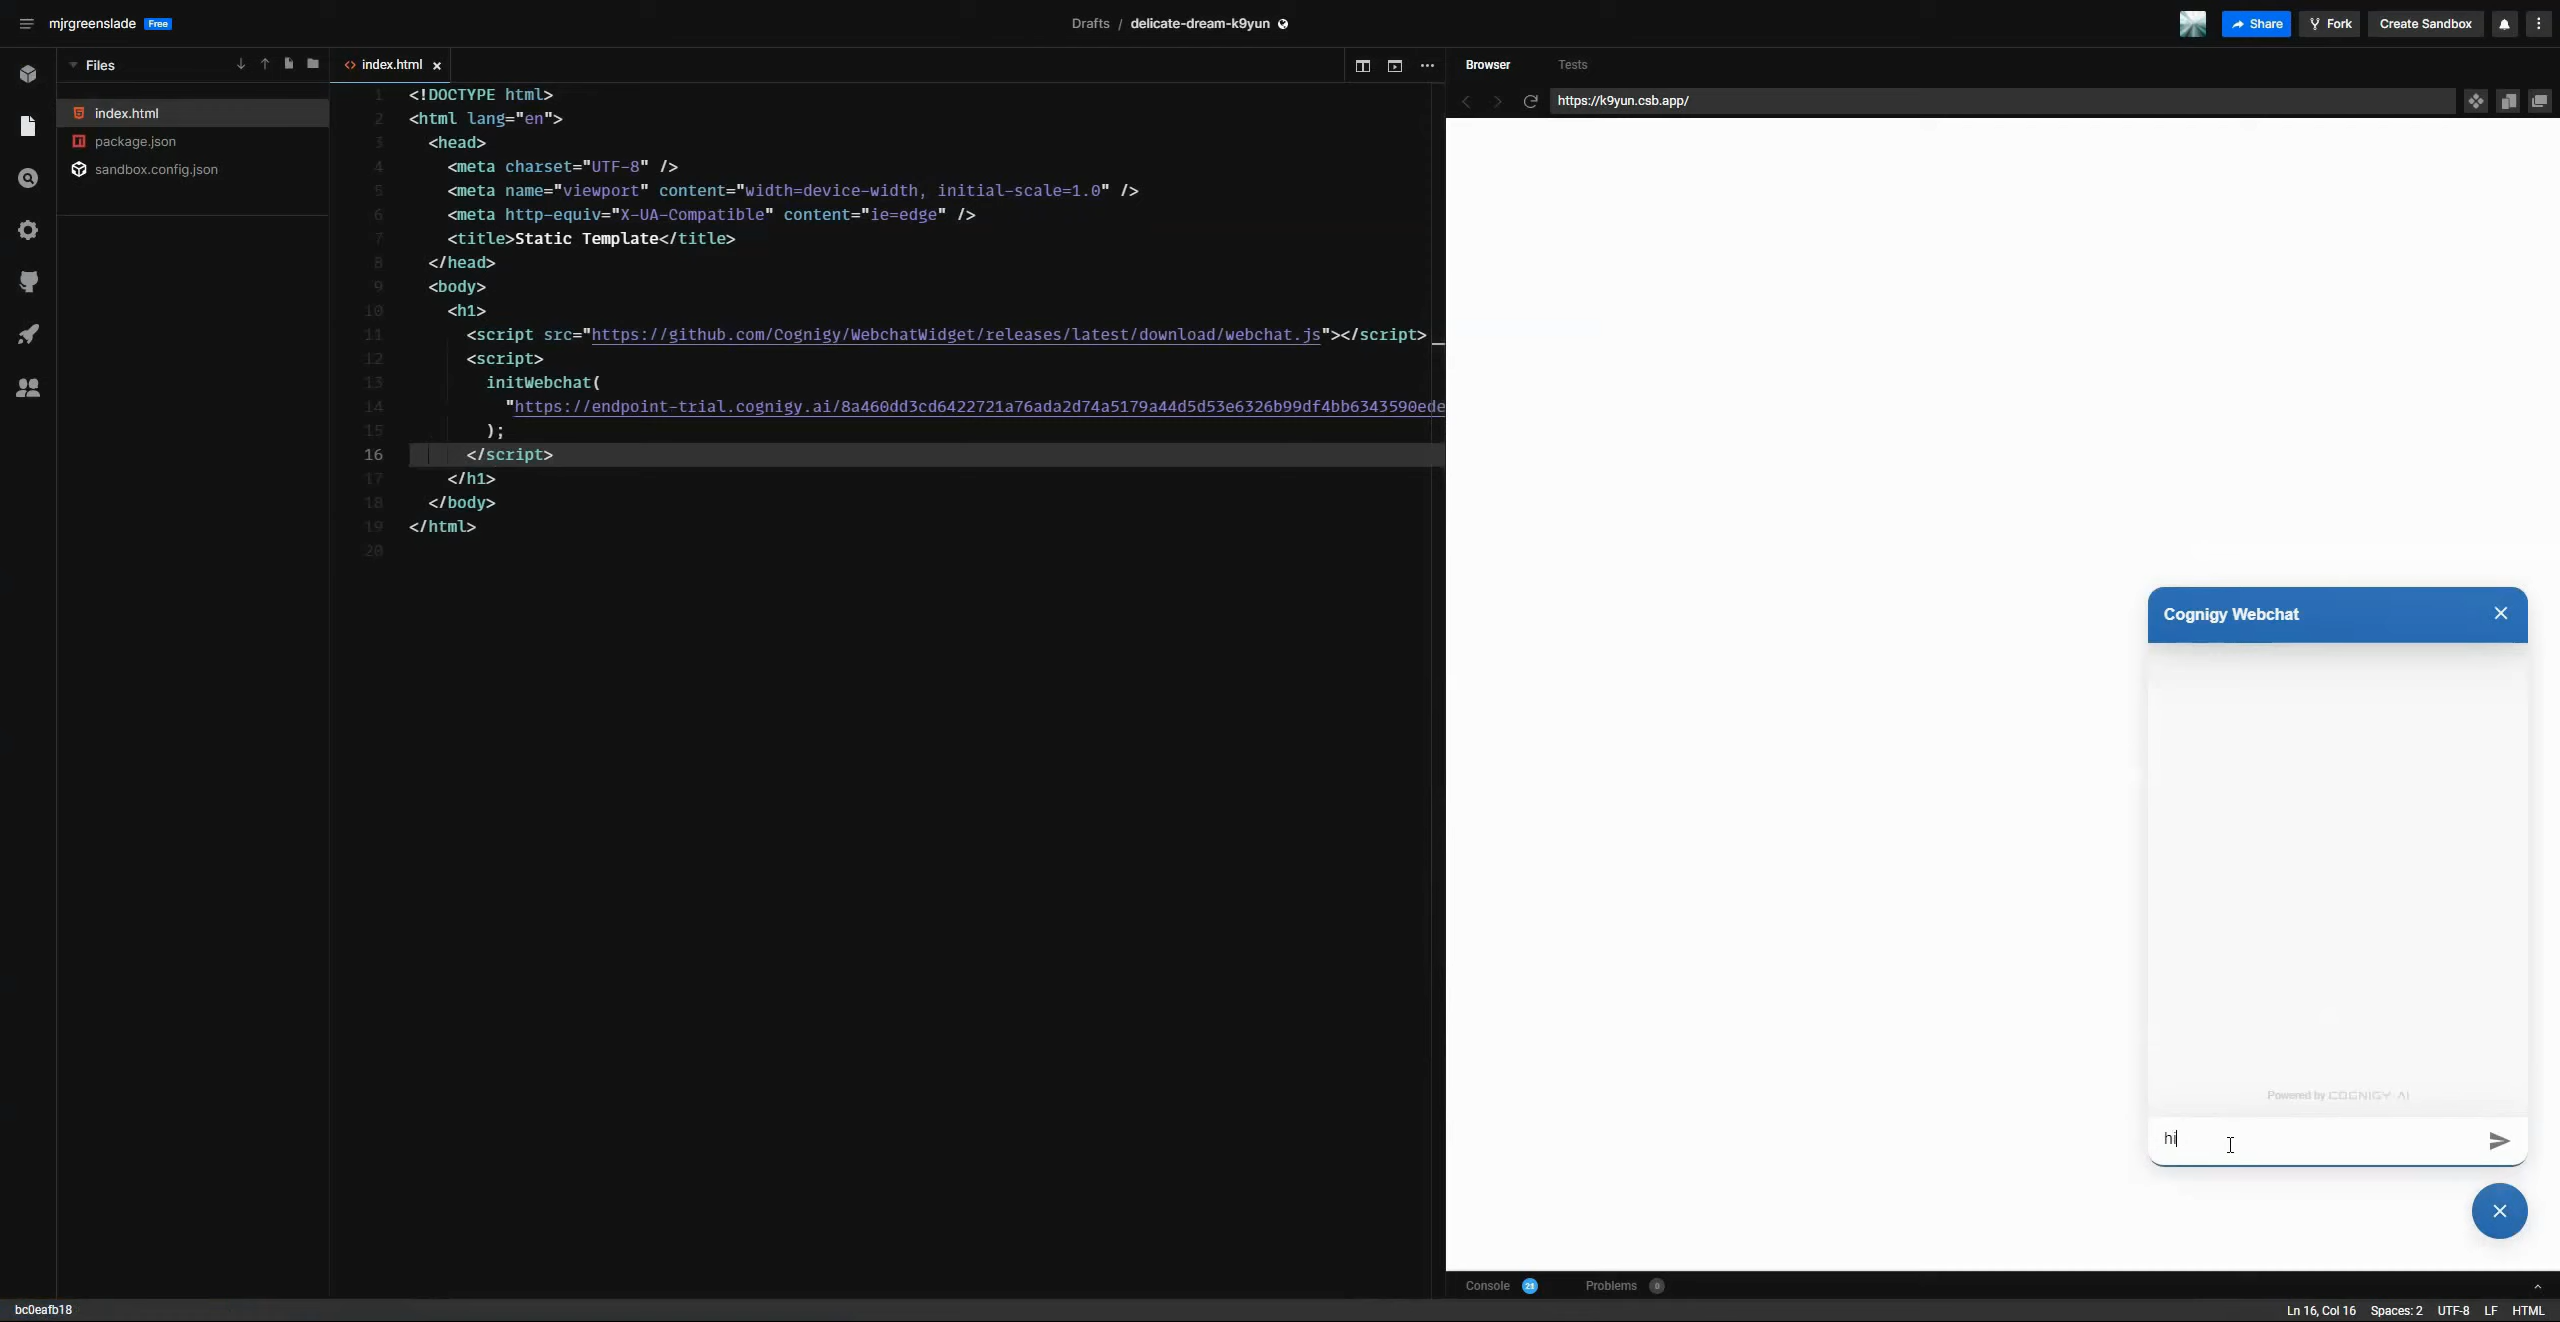 mjrgreenslade Free
Drafts / delicate-dream-k9yun
Share
Fork
Create Sandbox
Files
index.html
package.json
sandbox.config.json
index.html
1 <!DOCTYPE html>
2 <html lang="en">
3 <head>
4 <meta charset="UTF-8" />
5 <meta name="viewport" content="width=device-width, initial-scale=1.0" />
6 <meta http-equiv="X-UA-Compatible" content="ie=edge" />
7 <title>Static Template</title>
8 </head>
9 <body>
10 <h1>
11 <script src="https://github.com/Cognigy/WebchatWidget/releases/latest/download/webchat.js"></script>
12 <script>
13 initWebchat(
14 "https://endpoint-trial.cognigy.ai/8a460dd3cd6422721a76ada2d74a5179a44d5d53e6326b99df4bb6343590ede
15 );
16 </script>
17 </h1>
18 </body>
19 </html>
20
Browser Tests
https://k9yun.csb.app/
Cognigy Webchat
Powered by COGNIGY AI
hi
Console 21 Problems 0
bc0eafb18
Ln 16, Col 16 Spaces: 2 UTF-8 LF HTML